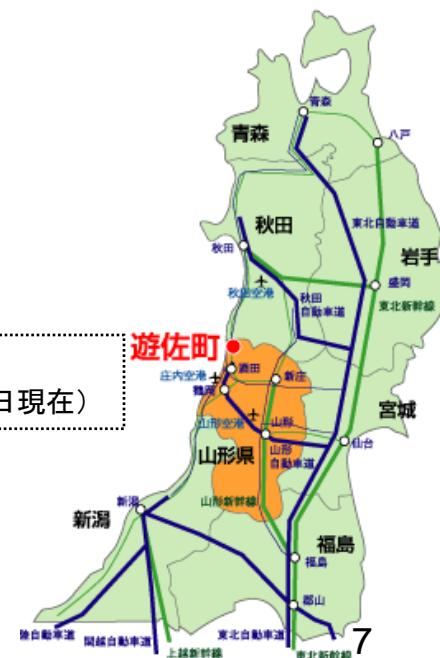 青森
青森
八戸
東北自動車道
秋田
秋田
岩手
秋田空港
秋田
自動車道
盛岡
東北新幹線
遊佐町
日現在）
庄内空港
酒田
新庄
鶴岡
宮城
山形空港
山形
仙台
山形県
山形
自動車道
新潟
新潟
山形新幹線
福島
福島
郡山
陸自動車道
関越自動車道
上越新幹線
東北自動車道
東北新幹線
7